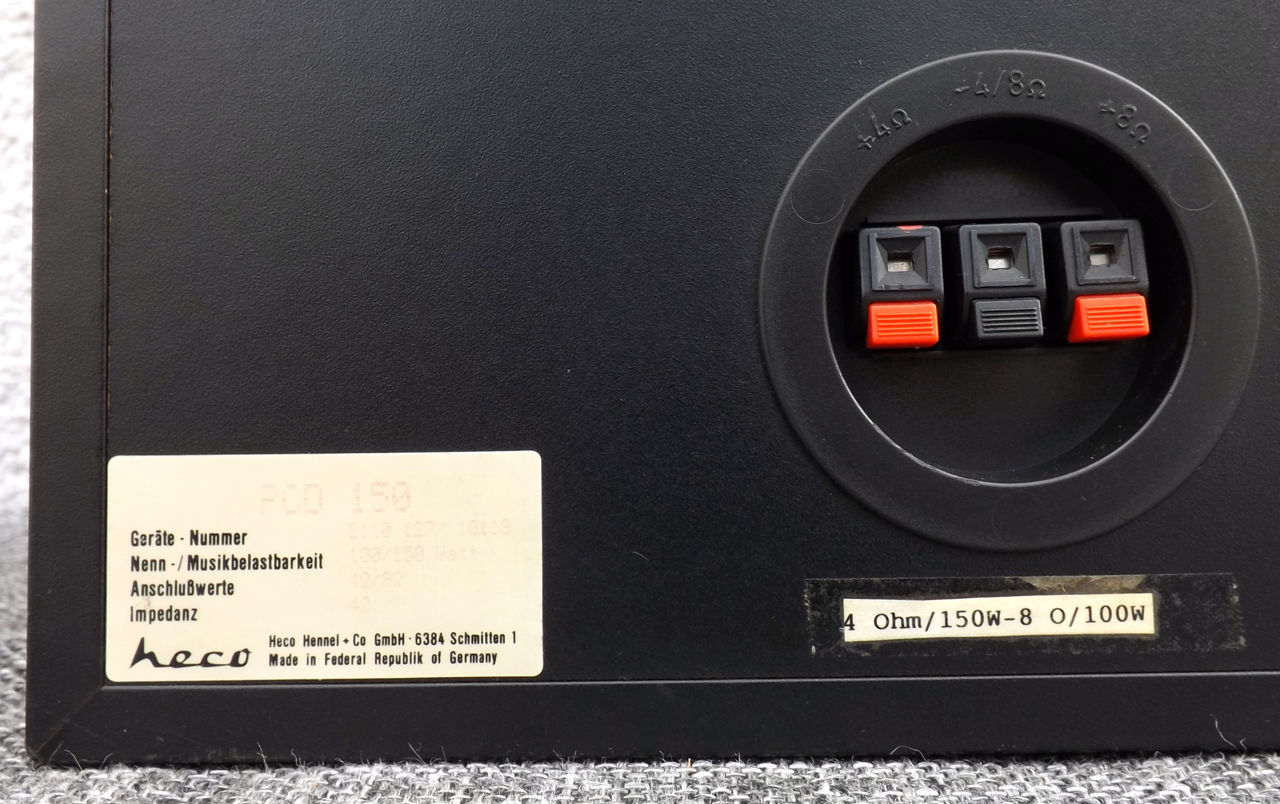 +4Ω
-4/8Ω
+8Ω
PCD 150
Geräte - Nummer
Nenn - / Musikbelastbarkeit 100/150 Watt
Anschlußwerte 4Ω/8Ω
Impedanz 4Ω
heco
Heco Hennel + Co GmbH · 6384 Schmitten 1
Made in Federal Republik of Germany
4 Ohm/150W-8 O/100W